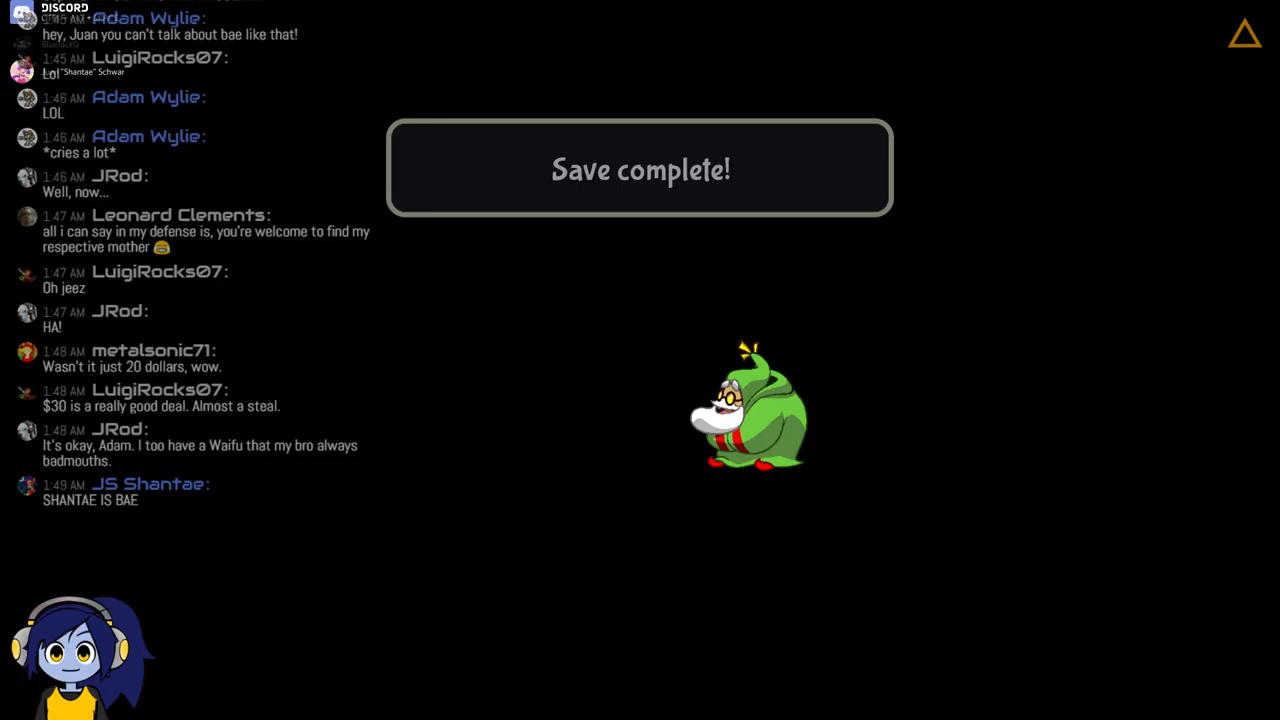 DISCORD
Adam Wylie:
hey, Juan you can't talk about bae like that!
BlueJackG
1:45 AM LuigiRocks07:
Lol
"Shantae" Schwar
1:46 AM Adam Wylie:
LOL
1:46 AM Adam Wylie:
*cries a lot*
1:46 AM JRod:
Well, now...
1:47 AM Leonard Clements:
all i can say in my defense is, you're welcome to find my
respective mother 😂
1:47 AM LuigiRocks07:
Oh jeez
1:47 AM JRod:
HA!
1:48 AM metalsonic71:
Wasn't it just 20 dollars, wow.
1:48 AM LuigiRocks07:
$30 is a really good deal. Almost a steal.
1:48 AM JRod:
It's okay, Adam. I too have a Waifu that my bro always
badmouths.
1:49 AM JS Shantae:
SHANTAE IS BAE
Save complete!